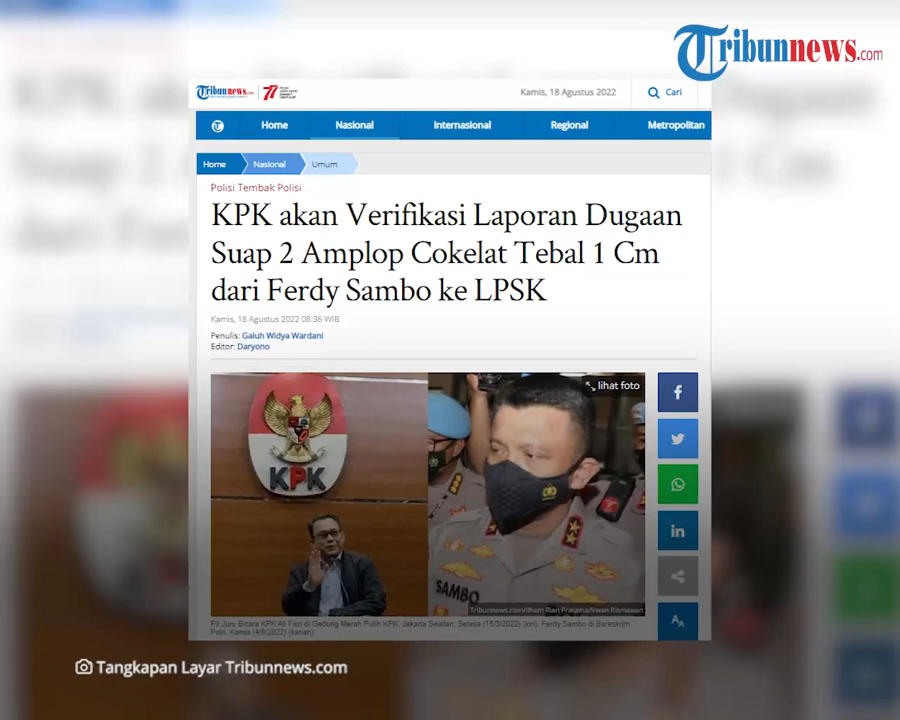 Tribunnews.com
Tribunnews.com
77
Kamis, 18 Agustus 2022
Cari
Home
Nasional
Internasional
Regional
Metropolitan
Home
Nasional
Umum
Polisi Tembak Polisi
KPK akan Verifikasi Laporan Dugaan
Suap 2 Amplop Cokelat Tebal 1 Cm
dari Ferdy Sambo ke LPSK
Kamis, 18 Agustus 2022 08:36 WIB
Penulis: Galuh Widya Wardani
Editor: Daryono
lihat foto
KPK
SAMBO
Tribunnews.com/Ilham Rian Pratama/Irwan Rismawan
Plt Juru Bicara KPK Ali Fikri di Gedung Merah Putih KPK, Jakarta Selatan, Selasa (15/3/2022) (kiri). Ferdy Sambo di Bareskrim
Polri, Kamis (4/8/2022) (kanan)
Tangkapan Layar Tribunnews.com